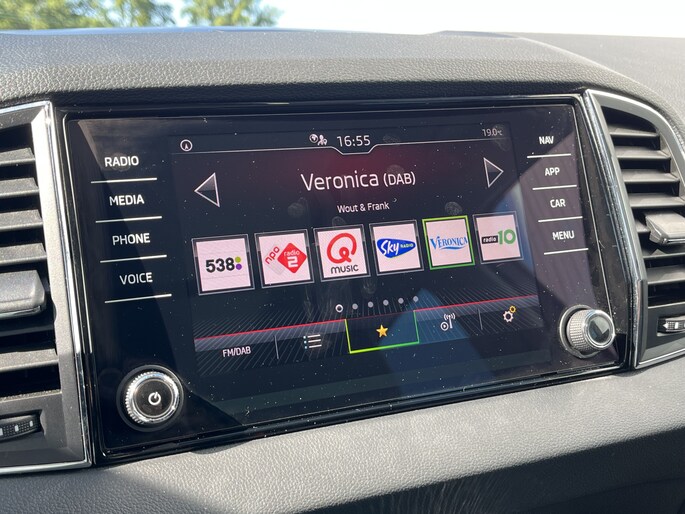 16:55
19.0°C
RADIO
MEDIA
PHONE
VOICE
Veronica (DAB)
Wout & Frank
538
npo radio 2
Q music
Sky RADIO
VERONICA
radio 10
FM/DAB
NAV
APP
CAR
MENU